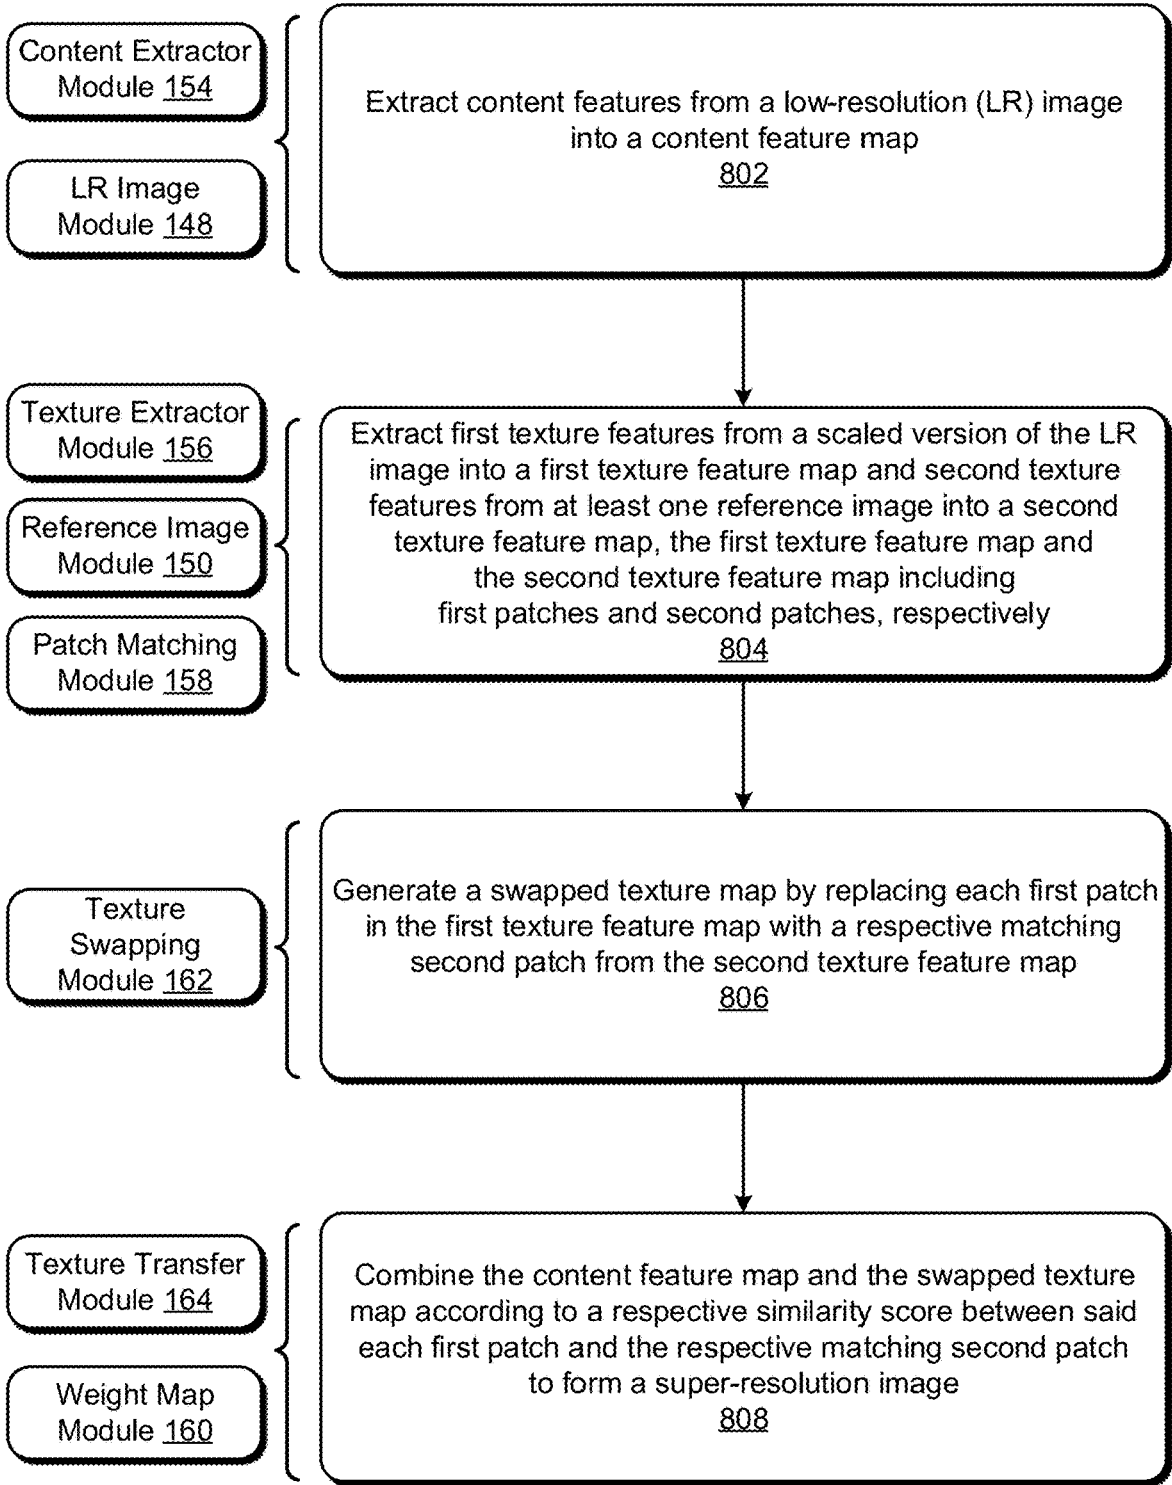 Content Extractor
Module 154
LR Image
Module 148
Extract content features from a low-resolution (LR) image
into a content feature map
802
Texture Extractor
Module 156
Reference Image
Module 150
Patch Matching
Module 158
Extract first texture features from a scaled version of the LR
image into a first texture feature map and second texture
features from at least one reference image into a second
texture feature map, the first texture feature map and
the second texture feature map including
first patches and second patches, respectively
804
Texture
Swapping
Module 162
Generate a swapped texture map by replacing each first patch
in the first texture feature map with a respective matching
second patch from the second texture feature map
806
Texture Transfer
Module 164
Weight Map
Module 160
Combine the content feature map and the swapped texture
map according to a respective similarity score between said
each first patch and the respective matching second patch
to form a super-resolution image
808